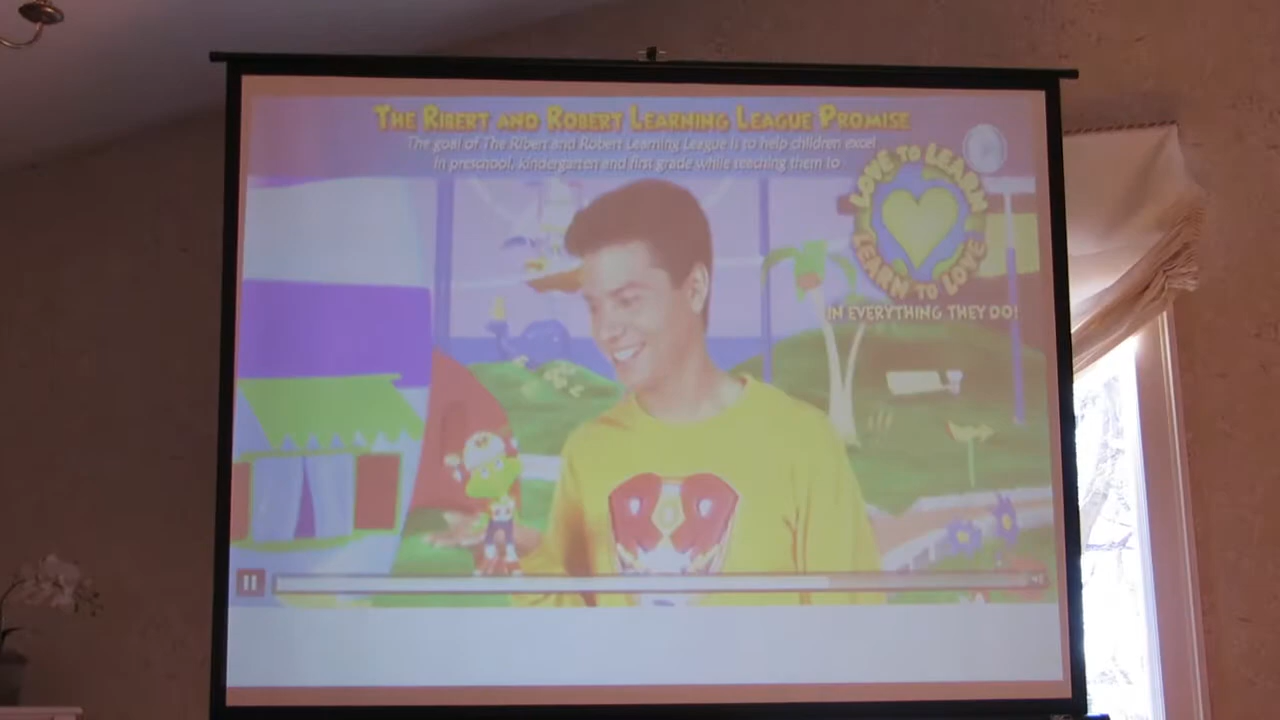 THE RIBERT AND ROBERT LEARNING LEAGUE PROMISE
The goal of The Ribert and Robert Learning League is to help children excel
in preschool, kindergarten and first grade while teaching them to
LOVE TO LEARN
LEARN TO LOVE
IN EVERYTHING THEY DO!